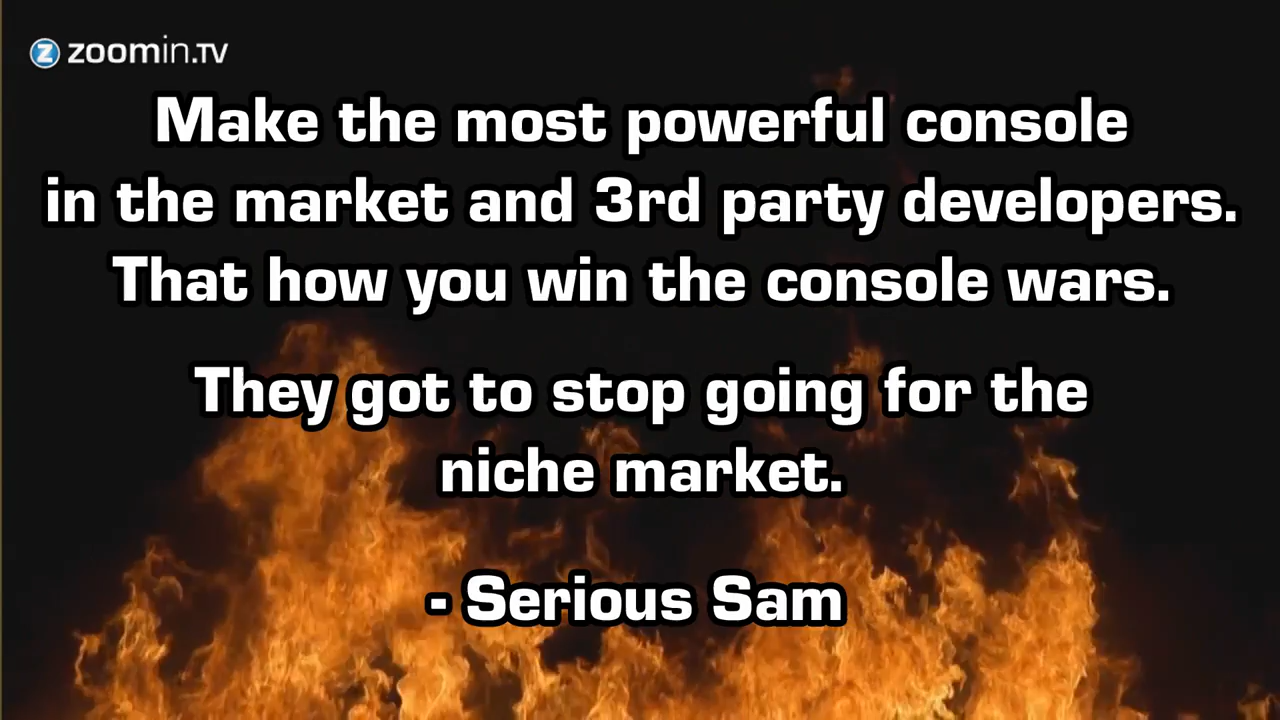 zoomin.TV
Make the most powerful console
in the market and 3rd party developers.
That how you win the console wars.
They got to stop going for the
niche market.
- Serious Sam